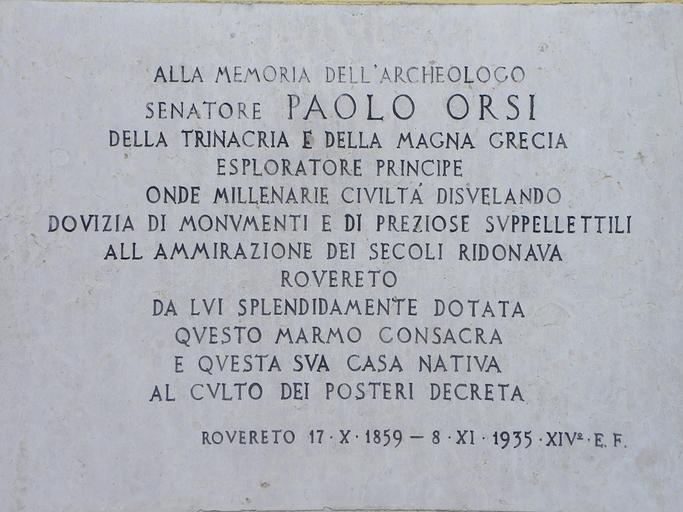 ALLA MEMORIA DELL'ARCHEOLOGO
SENATORE PAOLO ORSI
DELLA TRINACRIA E DELLA MAGNA GRECIA
ESPLORATORE PRINCIPE
ONDE MILLENARIE CIVILTÁ DISVELANDO
DOVIZIA DI MONVMENTI E DI PREZIOSE SVPPELLETTILI
ALL AMMIRAZIONE DEI SECOLI RIDONAVA
ROVERETO
DA LVI SPLENDIDAMENTE DOTATA
QVESTO MARMO CONSACRA
E QVESTA SVA CASA NATIVA
AL CVLTO DEI POSTERI DECRETA
ROVERETO 17·X·1859 – 8·XI·1935·XIVº·E.F.